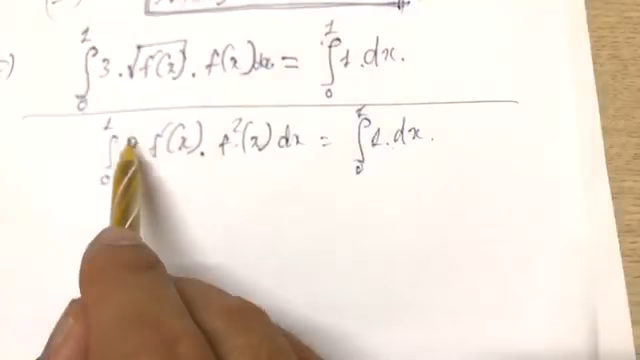 ∫₀¹ 3.√f'(x) . f(x)dx = ∫₀¹ 1.dx.
∫₀¹ f'(x). f²(x) dx = ∫₀¹ 1.dx.